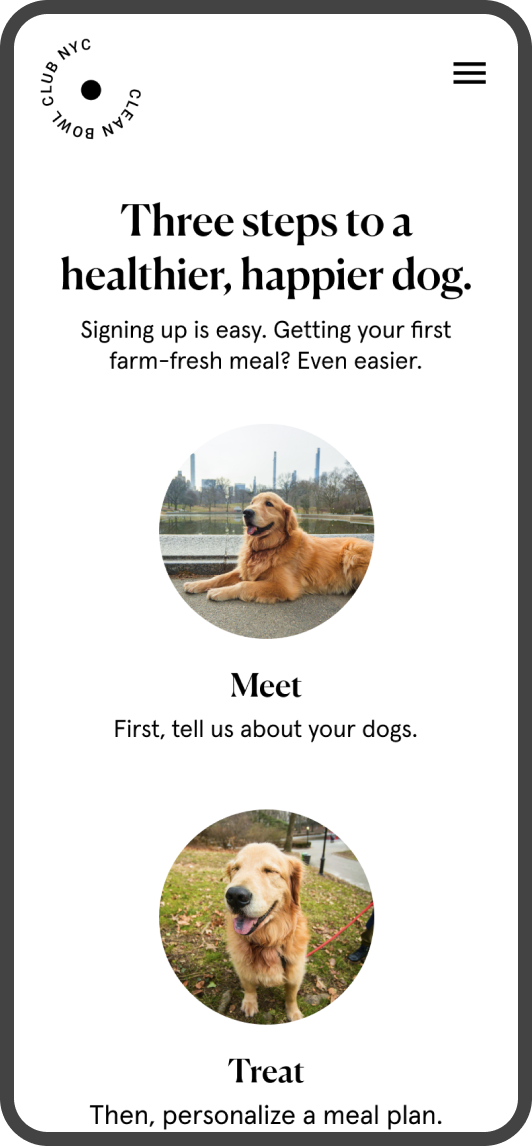 CLEAN BOWL CLUB NYC
Three steps to a
healthier, happier dog.
Signing up is easy. Getting your first
farm-fresh meal? Even easier.
Meet
First, tell us about your dogs.
Treat
Then, personalize a meal plan.